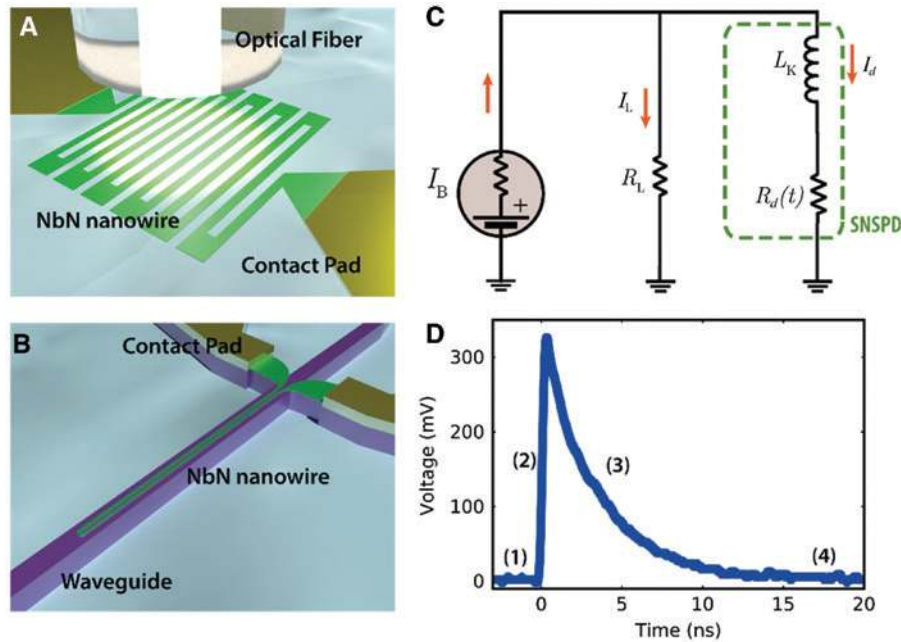 A
Optical Fiber
NbN nanowire
Contact Pad
B
Contact Pad
NbN nanowire
Waveguide
C
I_B
+
I_L
R_L
L_K
I_d
R_d(t)
SNSPD
D
Voltage (mV)
300
200
100
0
(1)
(2)
(3)
(4)
0 5 10 15 20
Time (ns)